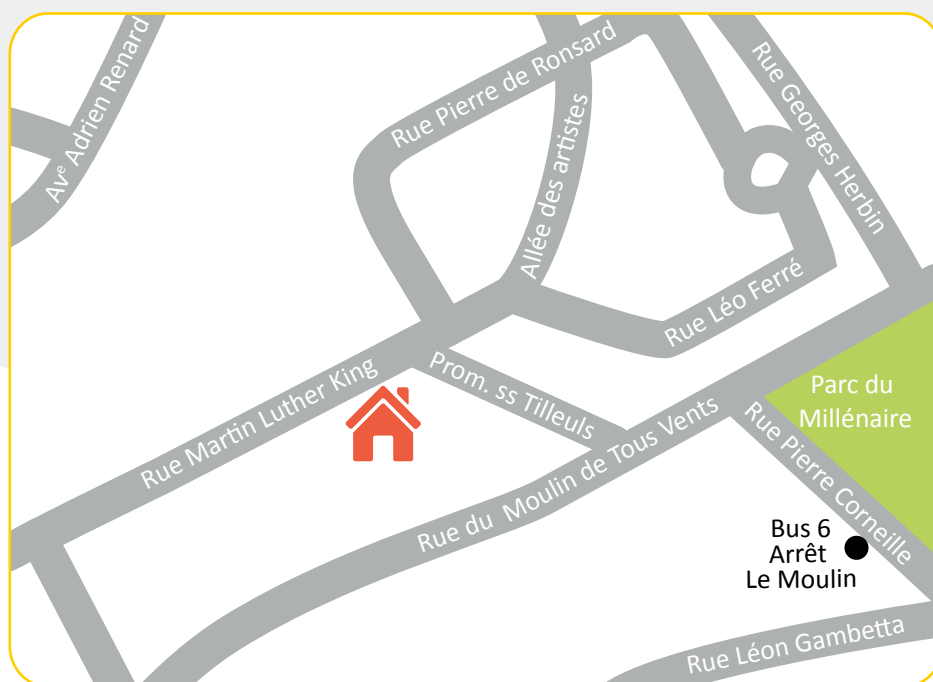 Avᵉ Adrien Renard
Rue Pierre de Ronsard
Allée des artistes
Rue Georges Herbin
Rue Léo Ferré
Rue Martin Luther King
Prom. ss Tilleuls
Rue du Moulin de Tous Vents
Parc du
Millénaire
Rue Pierre Corneille
Bus 6
Arrêt
Le Moulin
Rue Léon Gambetta